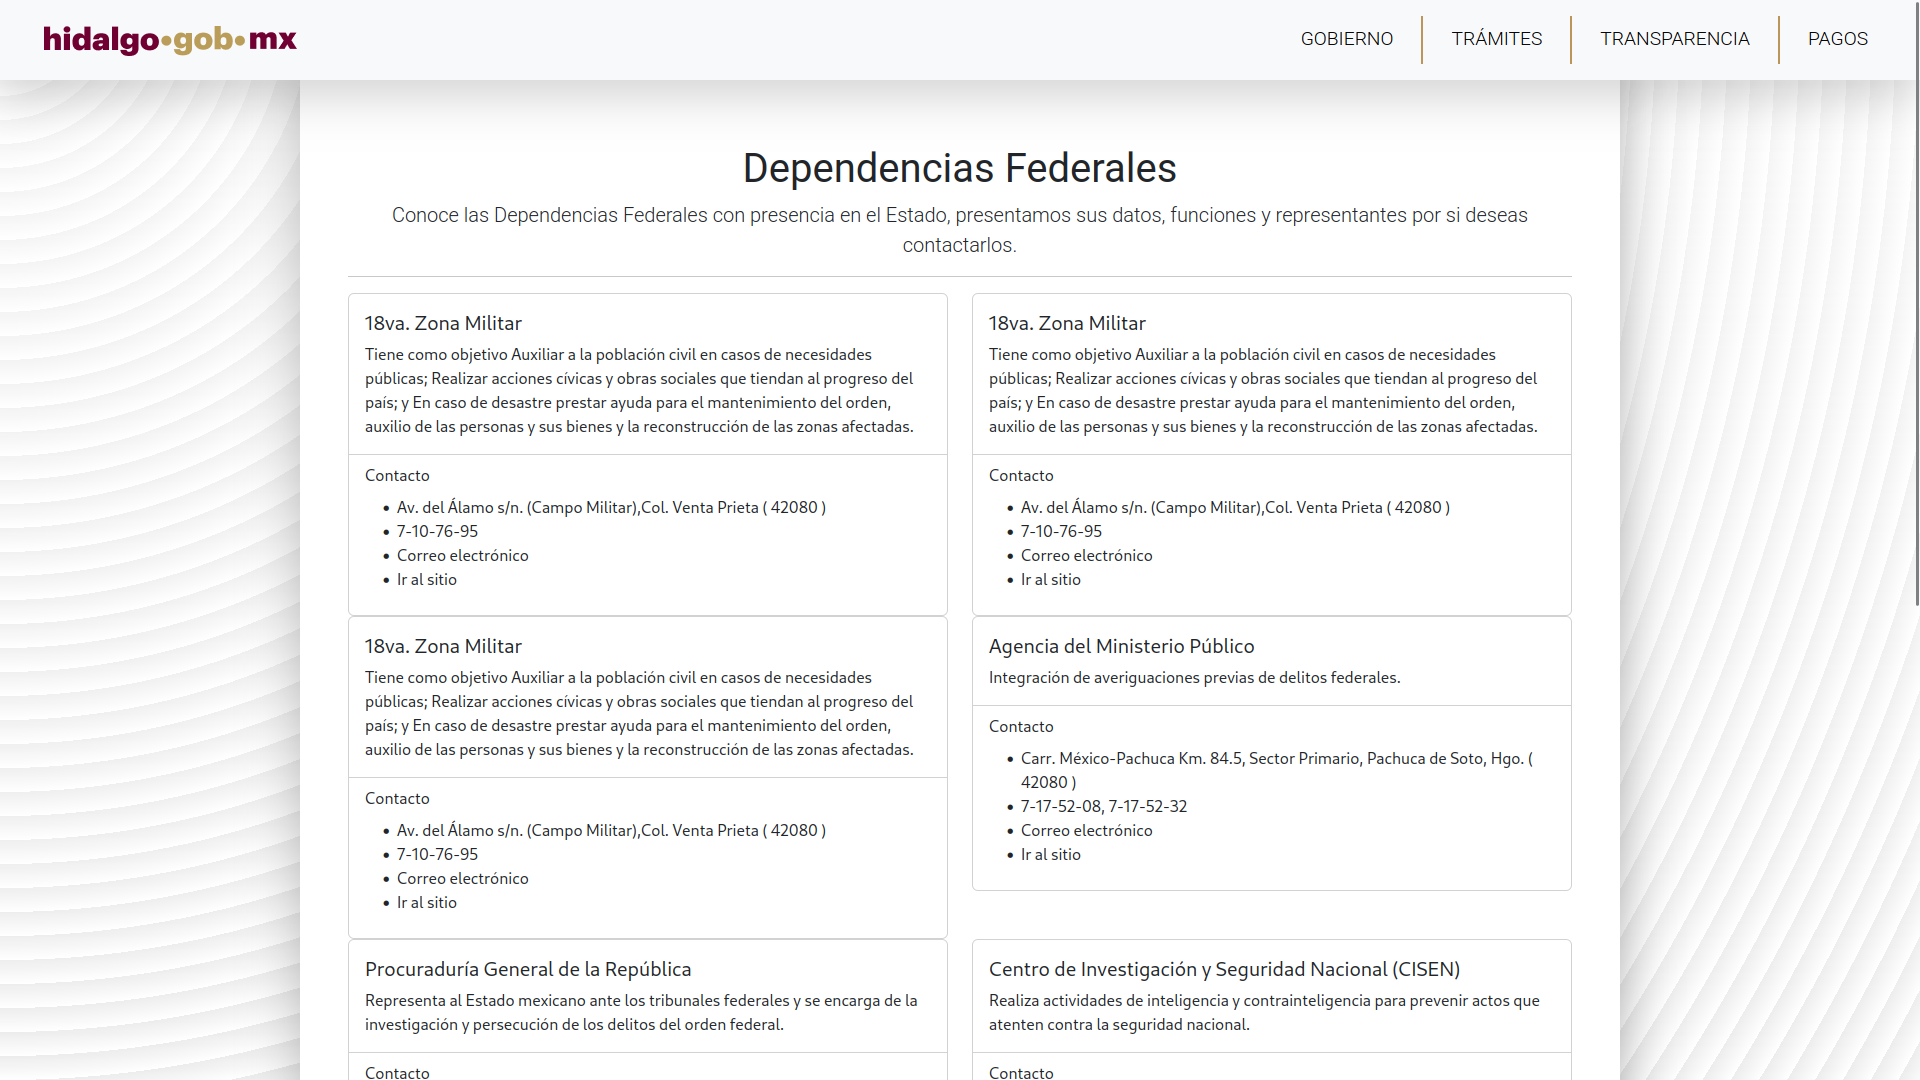 hidalgo•gob•mx
GOBIERNO
TRÁMITES
TRANSPARENCIA
PAGOS
Dependencias Federales
Conoce las Dependencias Federales con presencia en el Estado, presentamos sus datos, funciones y representantes por si deseas
contactarlos.
18va. Zona Militar
Tiene como objetivo Auxiliar a la población civil en casos de necesidades
públicas; Realizar acciones cívicas y obras sociales que tiendan al progreso del
país; y En caso de desastre prestar ayuda para el mantenimiento del orden,
auxilio de las personas y sus bienes y la reconstrucción de las zonas afectadas.
Contacto
• Av. del Álamo s/n. (Campo Militar),Col. Venta Prieta ( 42080 )
• 7-10-76-95
• Correo electrónico
• Ir al sitio
18va. Zona Militar
Tiene como objetivo Auxiliar a la población civil en casos de necesidades
públicas; Realizar acciones cívicas y obras sociales que tiendan al progreso del
país; y En caso de desastre prestar ayuda para el mantenimiento del orden,
auxilio de las personas y sus bienes y la reconstrucción de las zonas afectadas.
Contacto
• Av. del Álamo s/n. (Campo Militar),Col. Venta Prieta ( 42080 )
• 7-10-76-95
• Correo electrónico
• Ir al sitio
18va. Zona Militar
Tiene como objetivo Auxiliar a la población civil en casos de necesidades
públicas; Realizar acciones cívicas y obras sociales que tiendan al progreso del
país; y En caso de desastre prestar ayuda para el mantenimiento del orden,
auxilio de las personas y sus bienes y la reconstrucción de las zonas afectadas.
Contacto
• Av. del Álamo s/n. (Campo Militar),Col. Venta Prieta ( 42080 )
• 7-10-76-95
• Correo electrónico
• Ir al sitio
Agencia del Ministerio Público
Integración de averiguaciones previas de delitos federales.
Contacto
• Carr. México-Pachuca Km. 84.5, Sector Primario, Pachuca de Soto, Hgo. (
42080 )
• 7-17-52-08, 7-17-52-32
• Correo electrónico
• Ir al sitio
Procuraduría General de la República
Representa al Estado mexicano ante los tribunales federales y se encarga de la
investigación y persecución de los delitos del orden federal.
Contacto
Centro de Investigación y Seguridad Nacional (CISEN)
Realiza actividades de inteligencia y contrainteligencia para prevenir actos que
atenten contra la seguridad nacional.
Contacto